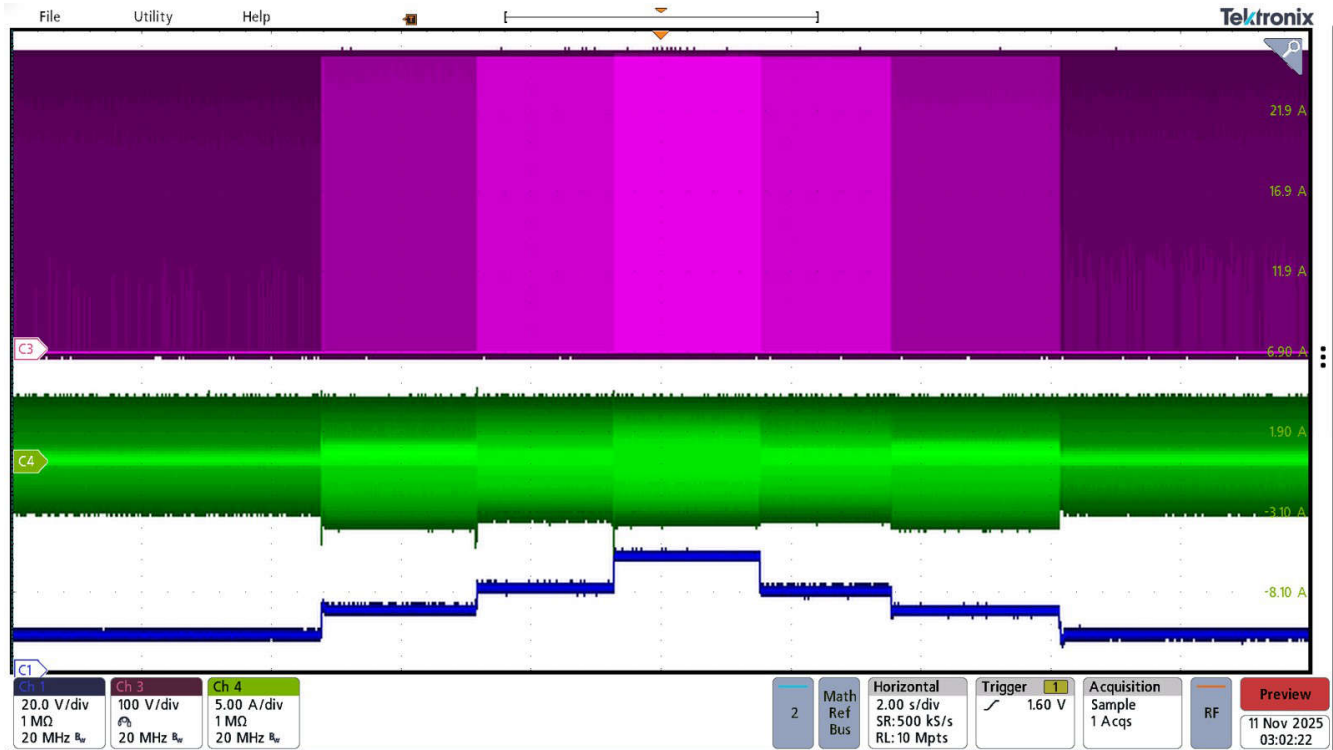 File Utility Help
Tektronix
21.9 A
16.9 A
11.9 A
C3
6.90 A
1.90 A
C4
-3.10 A
-8.10 A
C1
Ch 1
20.0 V/div
1 MΩ
20 MHz Bw
Ch 3
100 V/div
20 MHz Bw
Ch 4
5.00 A/div
1 MΩ
20 MHz Bw
2
Math
Ref
Bus
Horizontal
2.00 s/div
SR: 500 kS/s
RL: 10 Mpts
Trigger 1
1.60 V
Acquisition
Sample
1 Acqs
RF
Preview
11 Nov 2025
03:02:22